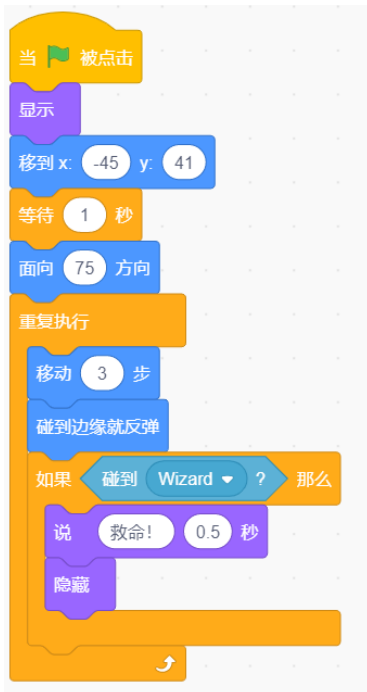 当 被点击
显示
移到 x: -45 y: 41
等待 1 秒
面向 75 方向
重复执行
移动 3 步
碰到边缘就反弹
如果 碰到 Wizard ? 那么
说 救命！ 0.5 秒
隐藏